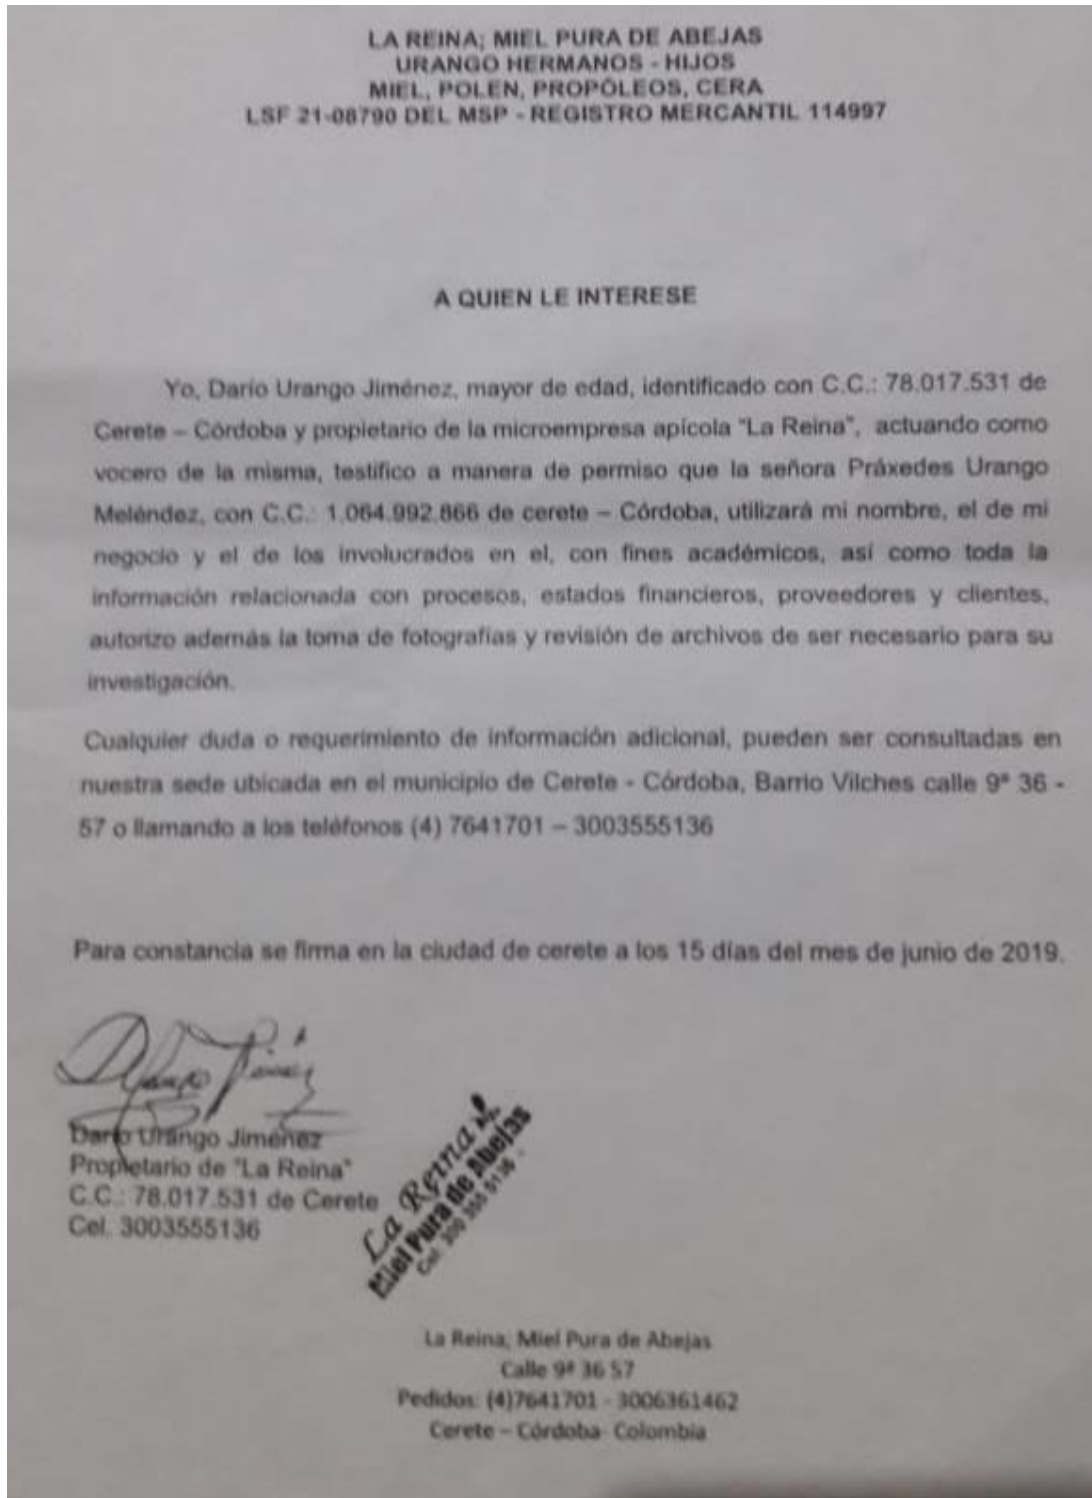 LA REINA; MIEL PURA DE ABEJAS
URANGO HERMANOS - HIJOS
MIEL, POLEN, PROPÓLEOS, CERA
LSF 21-08790 DEL MSP - REGISTRO MERCANTIL 114997
A QUIEN LE INTERESE
Yo, Darío Urango Jiménez, mayor de edad, identificado con C.C.: 78.017.531 de
Cerete – Córdoba y propietario de la microempresa apícola "La Reina", actuando como
vocero de la misma, testifico a manera de permiso que la señora Práxedes Urango
Meléndez, con C.C.: 1.064.992.866 de cerete – Córdoba, utilizará mi nombre, el de mi
negocio y el de los involucrados en el, con fines académicos, así como toda la
información relacionada con procesos, estados financieros, proveedores y clientes,
autorizo además la toma de fotografías y revisión de archivos de ser necesario para su
investigación.
Cualquier duda o requerimiento de información adicional, pueden ser consultadas en
nuestra sede ubicada en el municipio de Cerete - Córdoba, Barrio Vilches calle 9ª 36 -
57 o llamando a los teléfonos (4) 7641701 – 3003555136
Para constancia se firma en la ciudad de cerete a los 15 días del mes de junio de 2019.
Darío Urango Jiménez
Propietario de "La Reina"
C.C.: 78.017.531 de Cerete
Cel. 3003555136
La Reina
Miel Pura de Abejas
Cel: 300 355 5136 -
La Reina; Miel Pura de Abejas
Calle 9ª 36 57
Pedidos: (4)7641701 - 3006361462
Cerete – Córdoba- Colombia